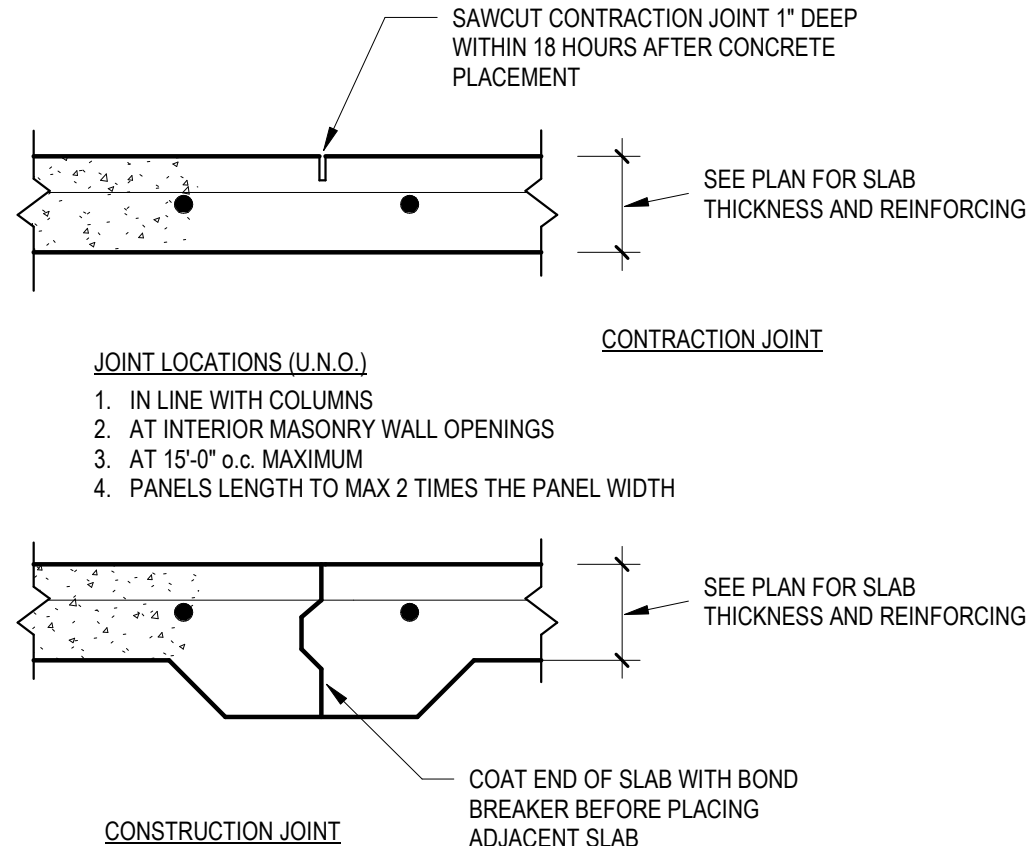 SAWCUT CONTRACTION JOINT 1" DEEP
WITHIN 18 HOURS AFTER CONCRETE
PLACEMENT
SEE PLAN FOR SLAB
THICKNESS AND REINFORCING
CONTRACTION JOINT
JOINT LOCATIONS (U.N.O.)
1. IN LINE WITH COLUMNS
2. AT INTERIOR MASONRY WALL OPENINGS
3. AT 15'-0" o.c. MAXIMUM
4. PANELS LENGTH TO MAX 2 TIMES THE PANEL WIDTH
SEE PLAN FOR SLAB
THICKNESS AND REINFORCING
COAT END OF SLAB WITH BOND
BREAKER BEFORE PLACING
ADJACENT SLAB
CONSTRUCTION JOINT